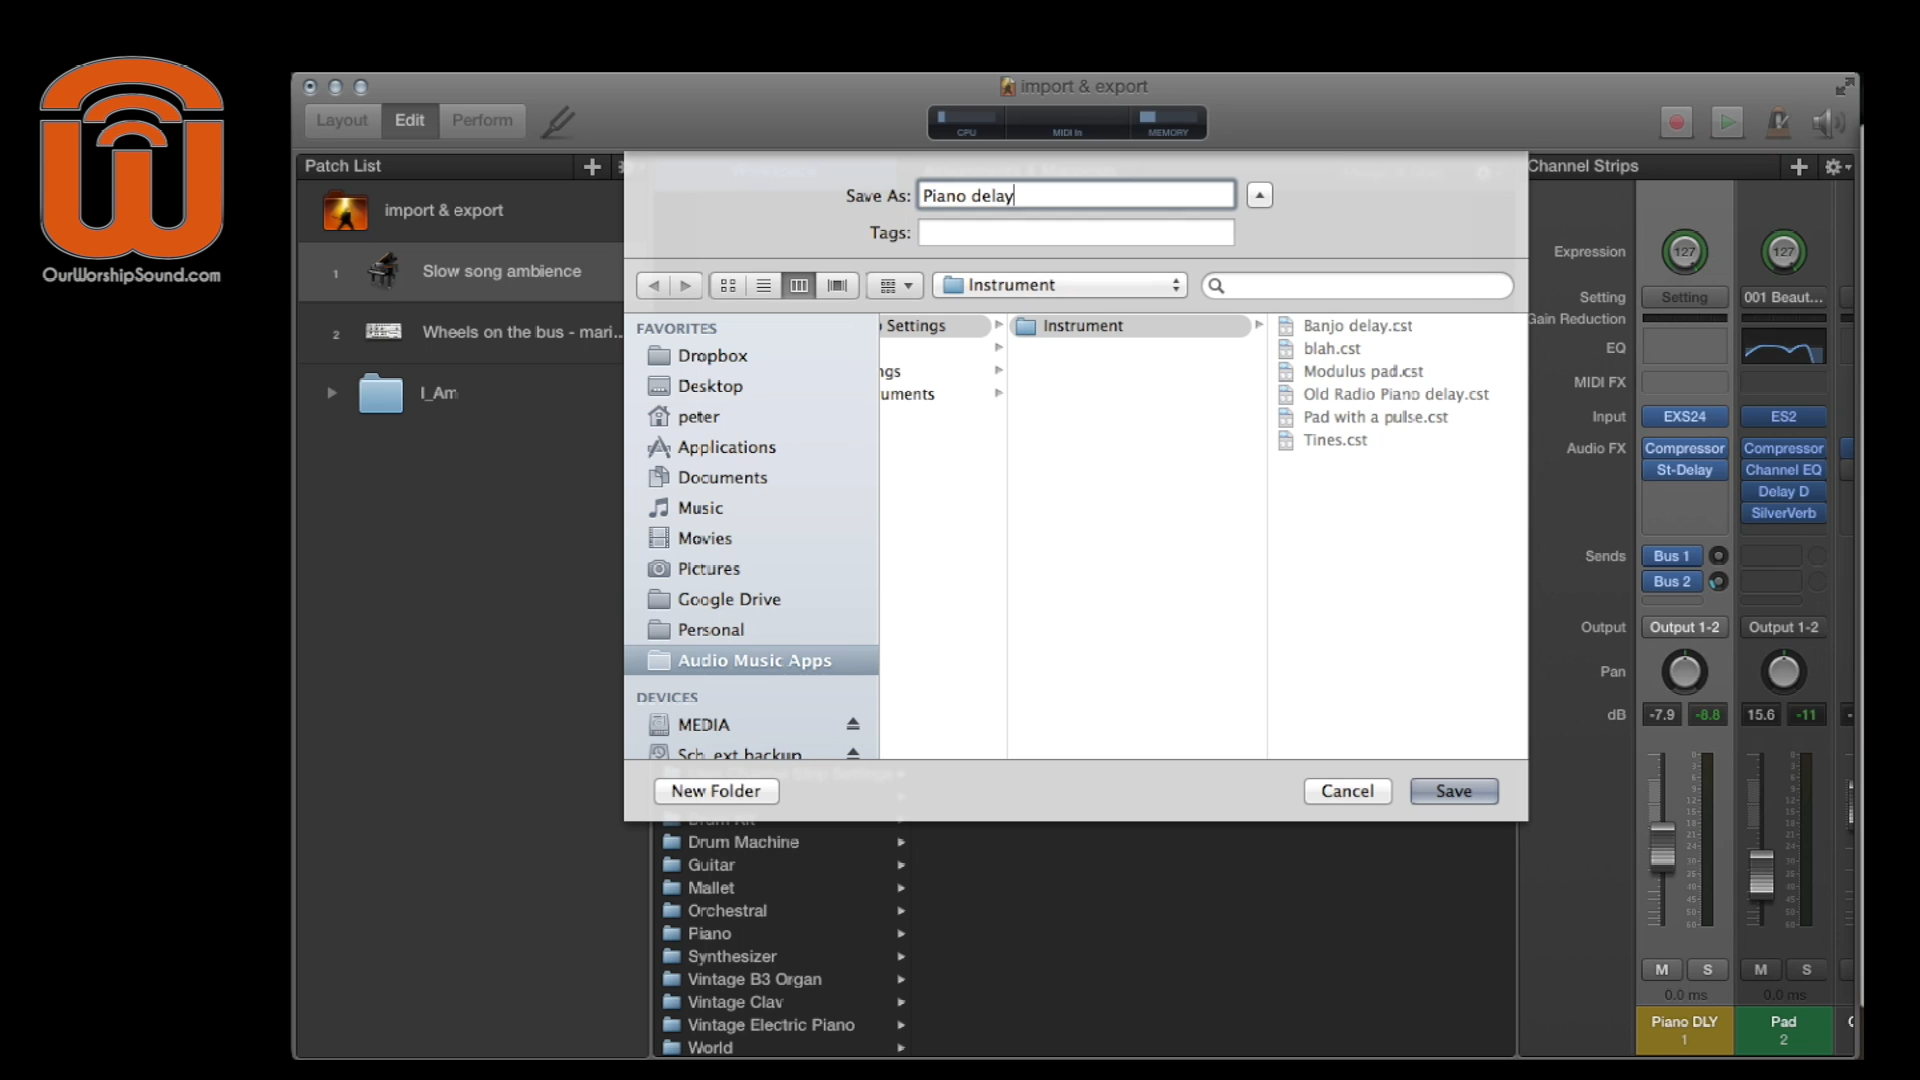 OurWorshipSound.com
import & export
Layout
Edit
Perform
CPU
MIDI In
MEMORY
Patch List
import & export
1
Slow song ambience
2
Wheels on the bus - mari...
I_Am
Save As:
Piano delay
Tags:
Instrument
FAVORITES
Dropbox
Desktop
peter
Applications
Documents
Music
Movies
Pictures
Google Drive
Personal
Audio Music Apps
DEVICES
MEDIA
Sch_ext backup
Settings
ngs
uments
Instrument
Banjo delay.cst
blah.cst
Modulus pad.cst
Old Radio Piano delay.cst
Pad with a pulse.cst
Tines.cst
New Folder
Cancel
Save
Drum Kit
Drum Machine
Guitar
Mallet
Orchestral
Piano
Synthesizer
Vintage B3 Organ
Vintage Clav
Vintage Electric Piano
World
Channel Strips
Expression
127
127
Setting
Setting
001 Beaut...
Gain Reduction
EQ
MIDI FX
Input
EXS24
ES2
Audio FX
Compressor
Compressor
St-Delay
Channel EQ
Delay D
SilverVerb
Sends
Bus 1
Bus 2
Output
Output 1-2
Output 1-2
Pan
dB
-7.9
-8.8
15.6
-11
M
S
M
S
0.0 ms
0.0 ms
Piano DLY
1
Pad
2